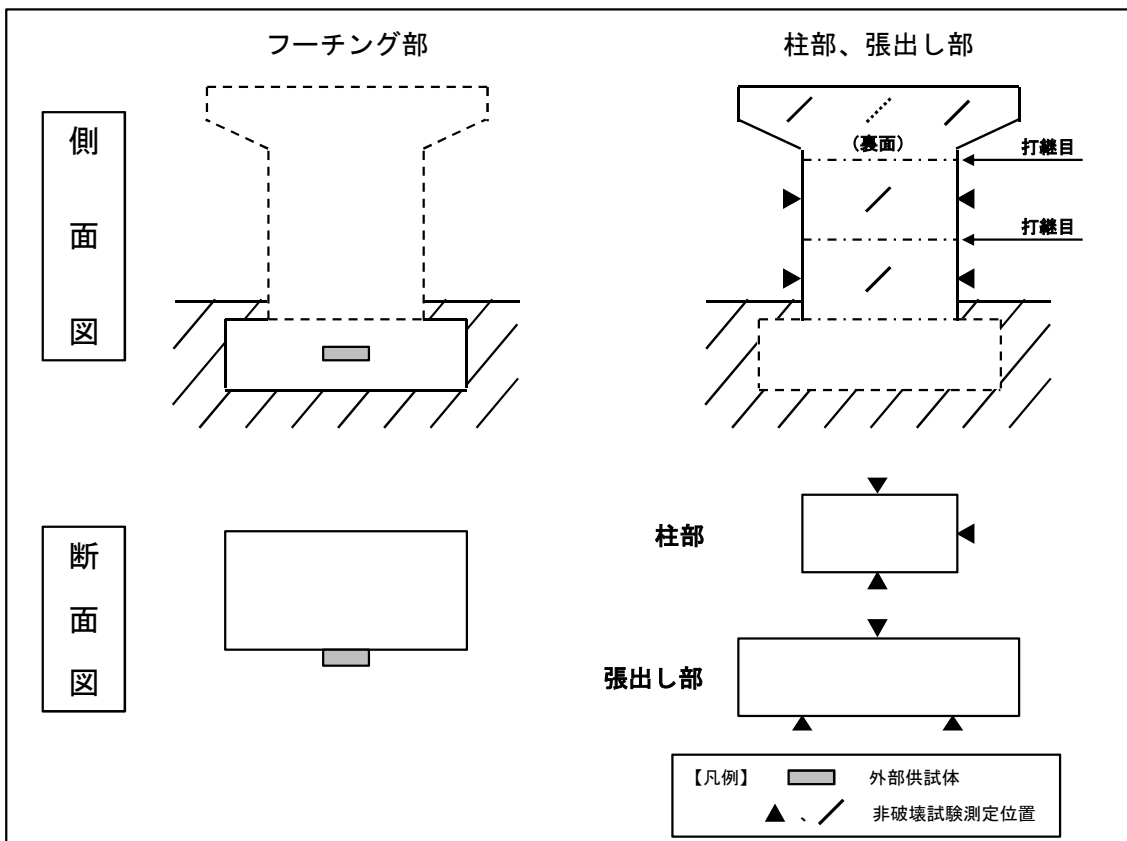 フーチング部
柱部、張出し部
側面図
(裏面)
打継目
打継目
断面図
柱部
張出し部
【凡例】 外部供試体
、 非破壊試験測定位置